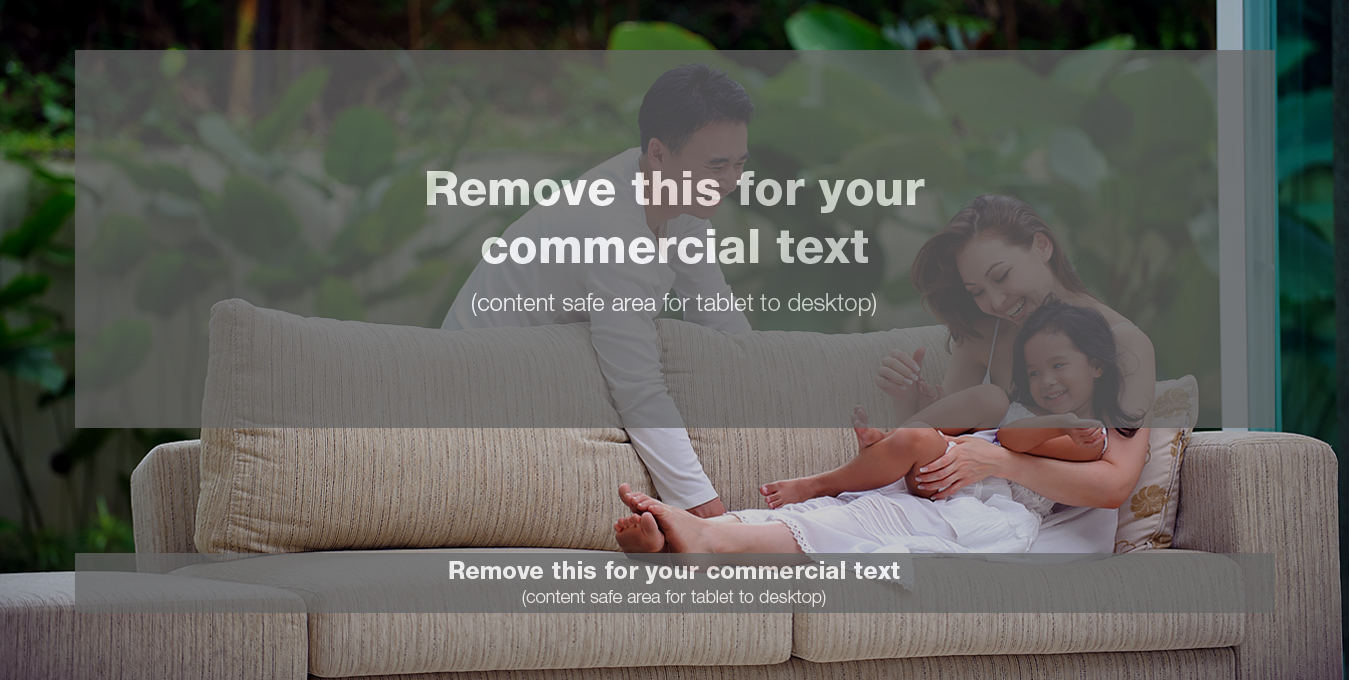 Remove this for your
commercial text
(content safe area for tablet to desktop)
Remove this for your commercial text
(content safe area for tablet to desktop)